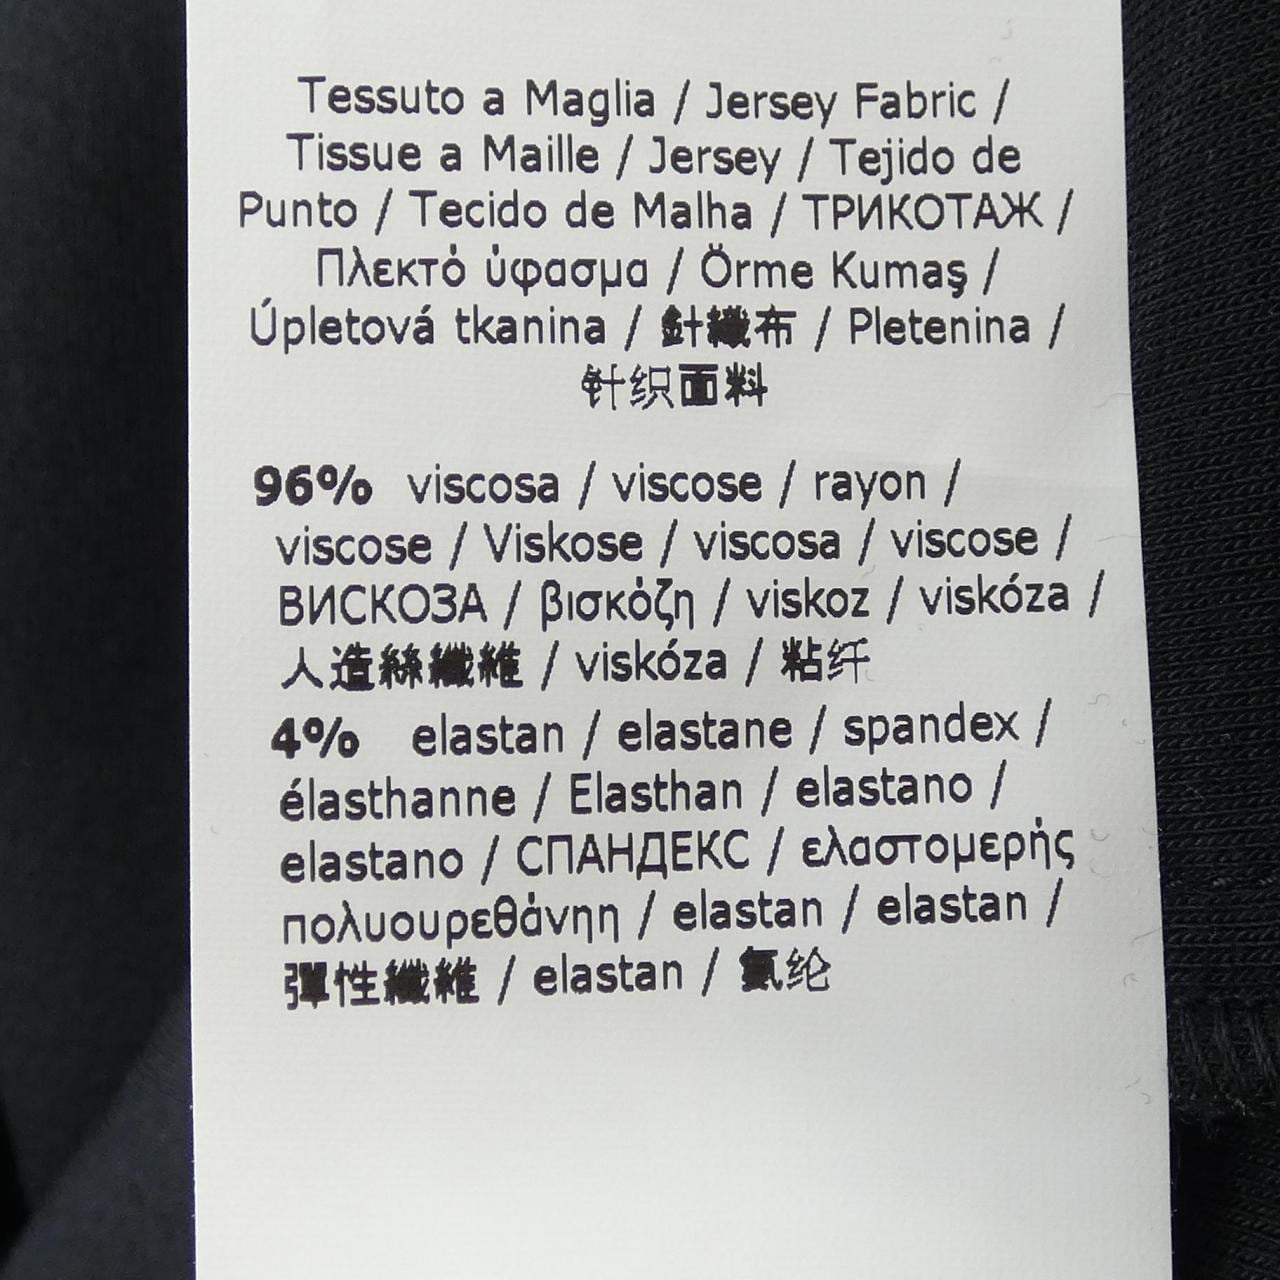 Tessuto a Maglia / Jersey Fabric /
Tissue a Maille / Jersey / Tejido de
Punto / Tecido de Malha / ТРИКОТАЖ /
Πλεκτό ύφασμα / Örme Kumaş /
Úpletová tkanina / 針織布 / Pletenina /
针织面料
96% viscosa / viscose / rayon /
viscose / Viskose / viscosa / viscose /
ВИСКОЗА / βισκόζη / viskoz / viskóza /
人造絲纖維 / viskóza / 粘纤
4% elastan / elastane / spandex /
élasthanne / Elasthan / elastano /
elastano / СПАНДЕКС / ελαστομερής
πολυουρεθάνηη / elastan / elastan /
彈性纖維 / elastan / 氨纶